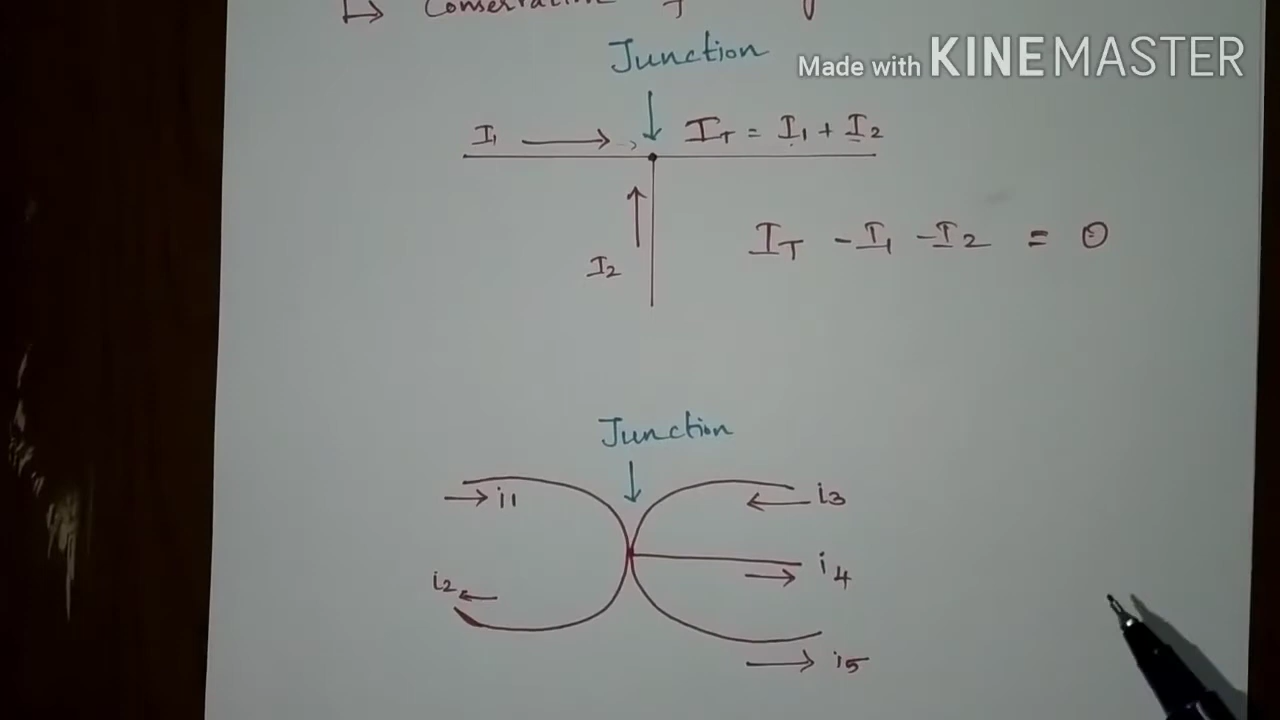 Junction
Made with KINEMASTER
I1 IT = I1 + I2
IT - I1 - I2 = 0
I2
Junction
i1
i3
i2
i4
i5